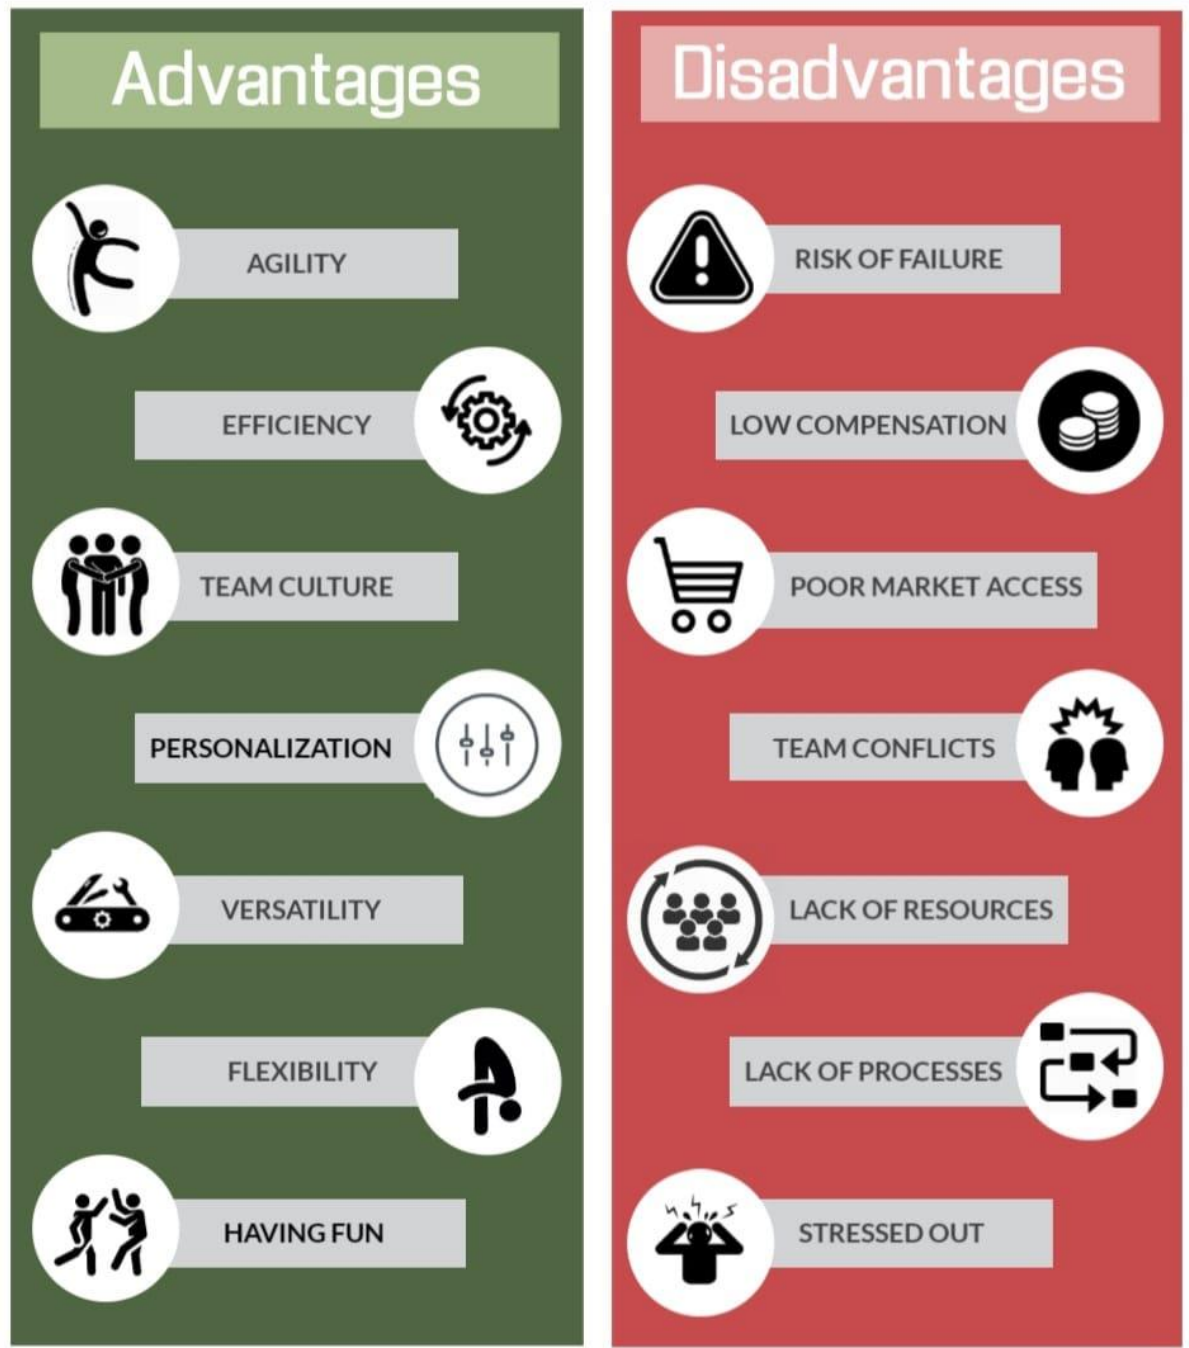 Advantages
AGILITY
EFFICIENCY
TEAM CULTURE
PERSONALIZATION
VERSATILITY
FLEXIBILITY
HAVING FUN
Disadvantages
RISK OF FAILURE
LOW COMPENSATION
POOR MARKET ACCESS
TEAM CONFLICTS
LACK OF RESOURCES
LACK OF PROCESSES
STRESSED OUT